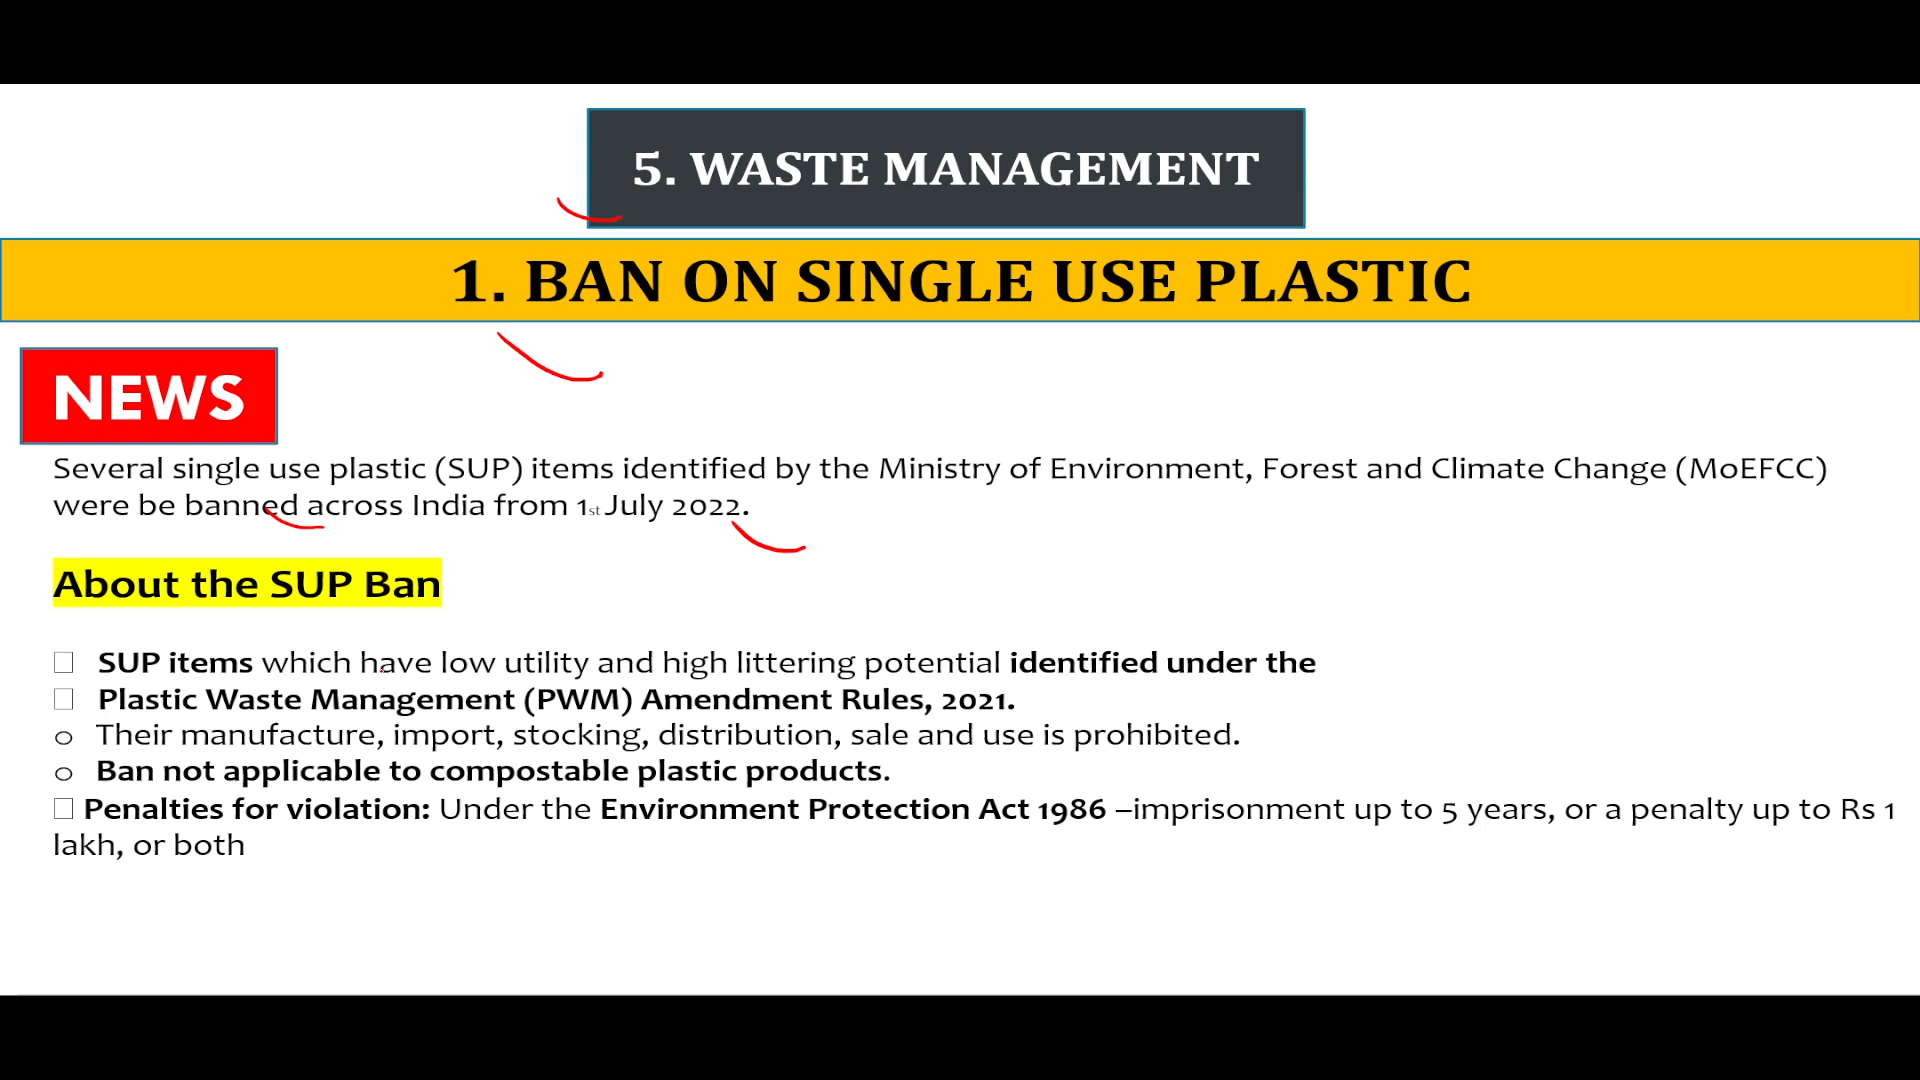 5. WASTE MANAGEMENT
1. BAN ON SINGLE USE PLASTIC
NEWS
Several single use plastic (SUP) items identified by the Ministry of Environment, Forest and Climate Change (MoEFCC)
were be banned across India from 1st July 2022.
About the SUP Ban
□ SUP items which have low utility and high littering potential identified under the
□ Plastic Waste Management (PWM) Amendment Rules, 2021.
o Their manufacture, import, stocking, distribution, sale and use is prohibited.
o Ban not applicable to compostable plastic products.
□ Penalties for violation: Under the Environment Protection Act 1986 –imprisonment up to 5 years, or a penalty up to Rs 1
lakh, or both